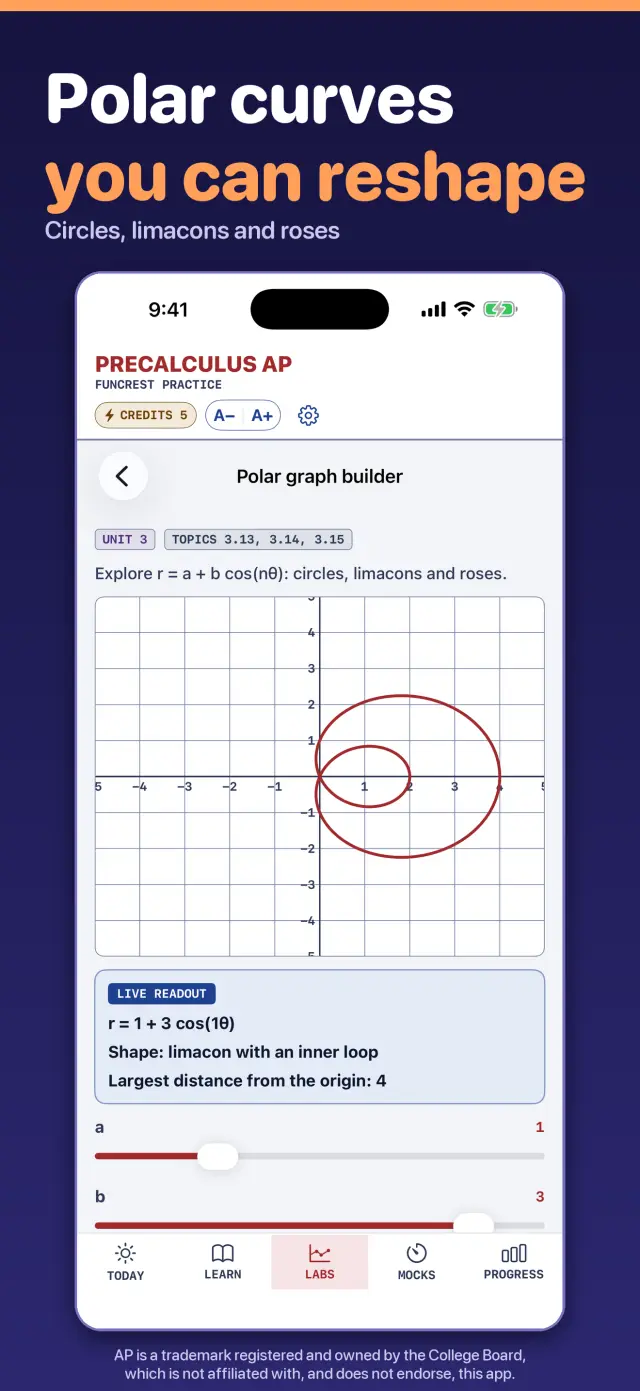 Polar curves
you can reshape
Circles, limacons and roses
9:41
PRECALCULUS AP
FUNCREST PRACTICE
CREDITS 5
A− A+
Polar graph builder
UNIT 3
TOPICS 3.13, 3.14, 3.15
Explore r = a + b cos(nθ): circles, limacons and roses.
5
4
3
2
1
5 −4 −3 −2 −1 1 2 3 4 5
−1
−2
−3
−4
5
LIVE READOUT
r = 1 + 3 cos(1θ)
Shape: limacon with an inner loop
Largest distance from the origin: 4
a 1
b 3
TODAY LEARN LABS MOCKS PROGRESS
AP is a trademark registered and owned by the College Board,
which is not affiliated with, and does not endorse, this app.